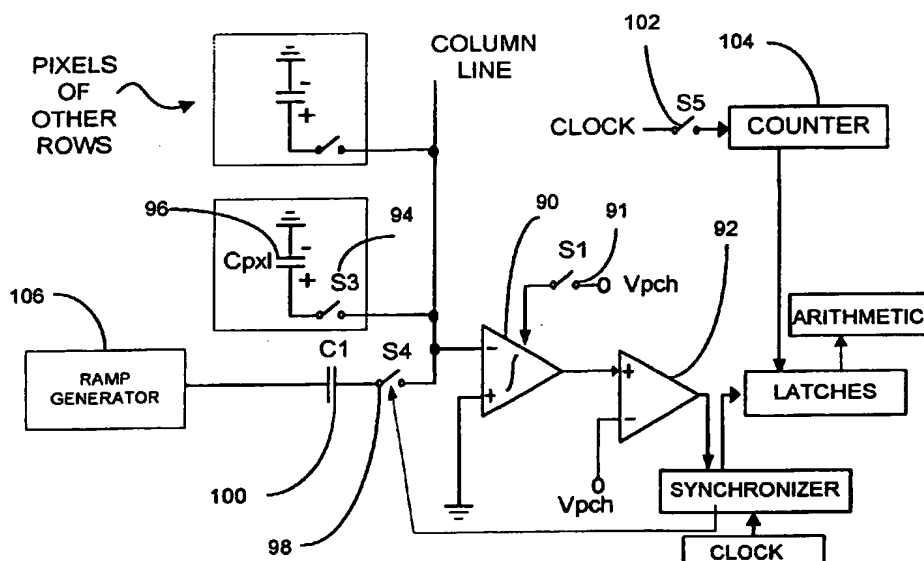 PIXELS
OF
OTHER
ROWS
COLUMN
LINE
102
104
S5
CLOCK
COUNTER
96
94
90
91
92
Cpxl
S3
S1
Vpch
106
C1
S4
ARITHMETIC
RAMP
GENERATOR
LATCHES
100
98
Vpch
SYNCHRONIZER
CLOCK